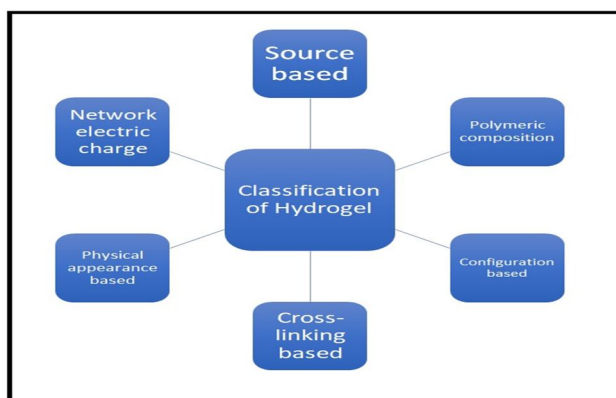 Source
based
Network
electric
charge
Polymeric
composition
Classification
of Hydrogel
Physical
appearance
based
Configuration
based
Cross-
linking
based